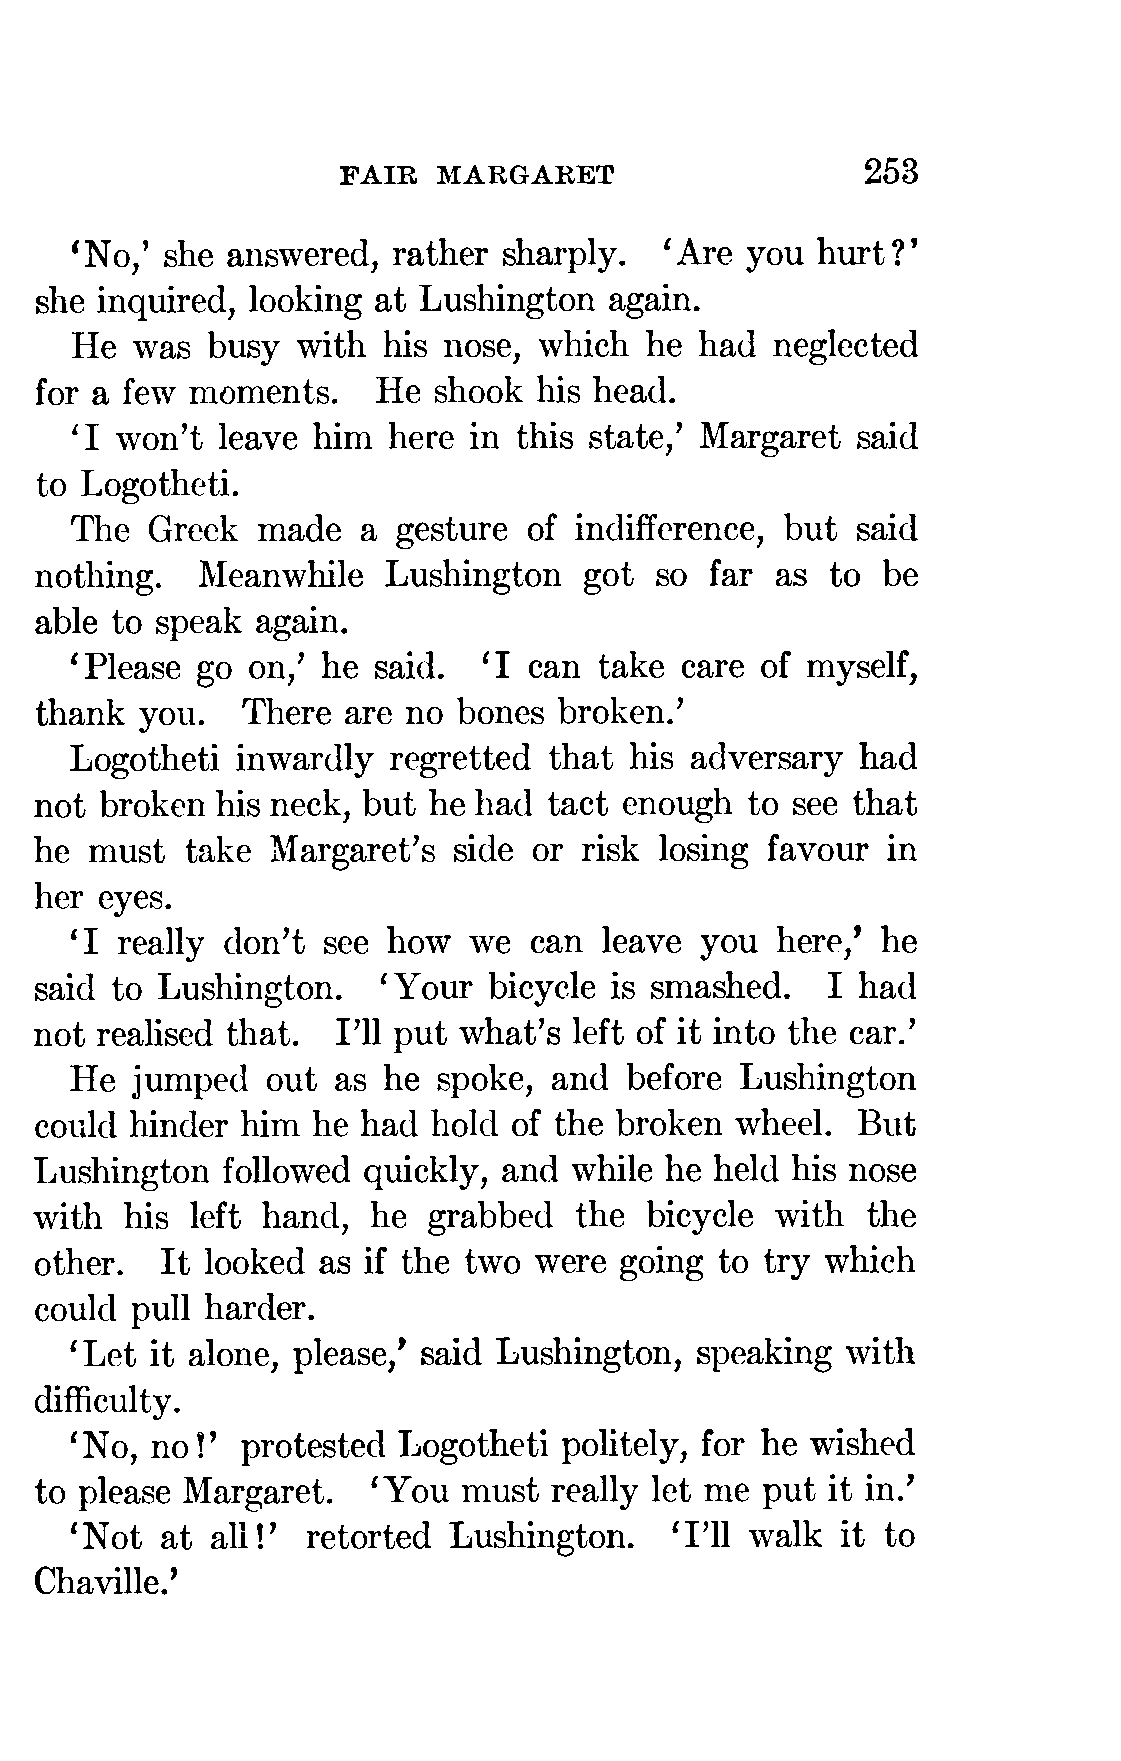 FAIR MARGARET 253
‘No,’ she answered, rather sharply. ‘Are you hurt?’
she inquired, looking at Lushington again.
He was busy with his nose, which he had neglected
for a few moments. He shook his head.
‘I won’t leave him here in this state,’ Margaret said
to Logotheti.
The Greek made a gesture of indifference, but said
nothing. Meanwhile Lushington got so far as to be
able to speak again.
‘Please go on,’ he said. ‘I can take care of myself,
thank you. There are no bones broken.’
Logotheti inwardly regretted that his adversary had
not broken his neck, but he had tact enough to see that
he must take Margaret’s side or risk losing favour in
her eyes.
‘I really don’t see how we can leave you here,’ he
said to Lushington. ‘Your bicycle is smashed. I had
not realised that. I’ll put what’s left of it into the car.’
He jumped out as he spoke, and before Lushington
could hinder him he had hold of the broken wheel. But
Lushington followed quickly, and while he held his nose
with his left hand, he grabbed the bicycle with the
other. It looked as if the two were going to try which
could pull harder.
‘Let it alone, please,’ said Lushington, speaking with
difficulty.
‘No, no!’ protested Logotheti politely, for he wished
to please Margaret. ‘You must really let me put it in.’
‘Not at all!’ retorted Lushington. ‘I’ll walk it to
Chaville.’